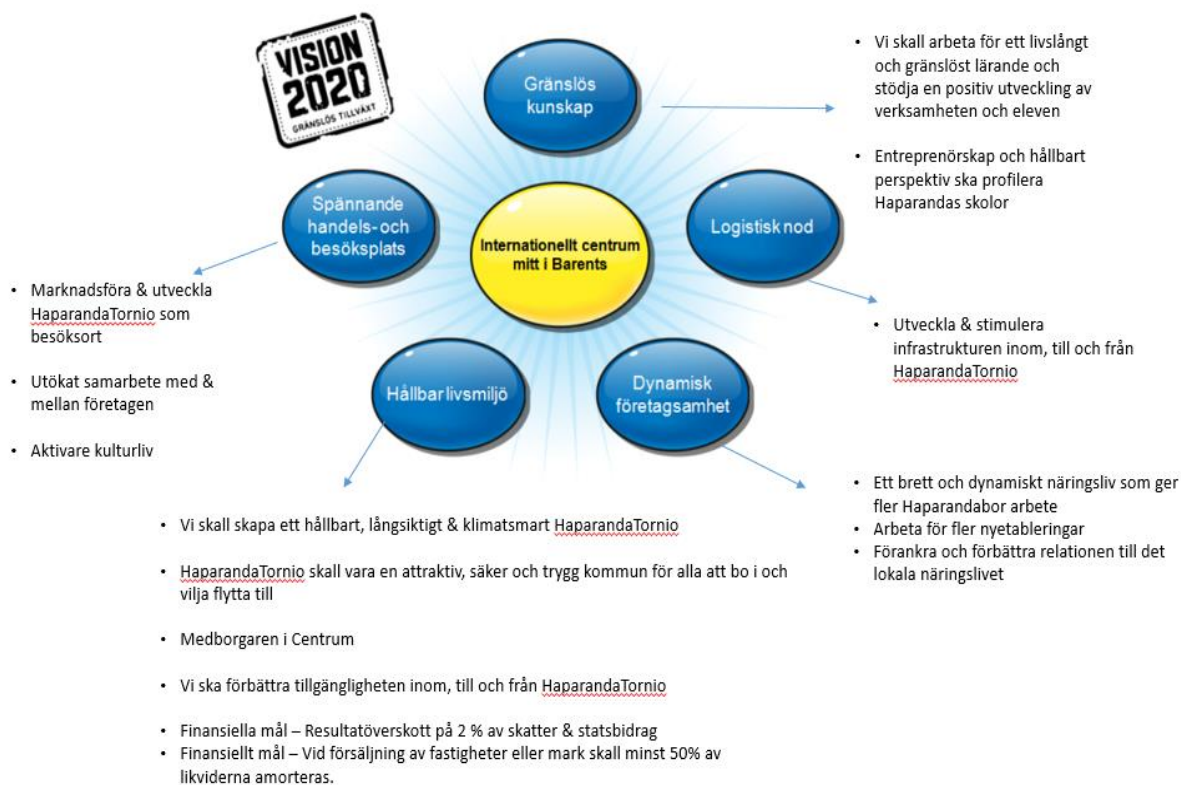 VISION
2020
GRÄNSLÖS TILLVÄXT
Gränslös
kunskap
• Vi skall arbeta för ett livslångt
och gränslöst lärande och
stödja en positiv utveckling av
verksamheten och eleven
• Entreprenörskap och hållbart
perspektiv ska profilera
Haparandas skolor
Spännande
handels- och
besöksplats
Internationellt centrum
mitt i Barents
Logistisk nod
• Marknadsföra & utveckla
HaparandaTornio som
besöksort
• Utökat samarbete med &
mellan företagen
• Aktivare kulturliv
• Utveckla & stimulera
infrastrukturen inom, till och från
HaparandaTornio
Hållbar livsmiljö
Dynamisk
företagsamhet
• Ett brett och dynamiskt näringsliv som ger
fler Haparandabor arbete
• Arbeta för fler nyetableringar
• Förankra och förbättra relationen till det
lokala näringslivet
• Vi skall skapa ett hållbart, långsiktigt & klimatsmart HaparandaTornio
• HaparandaTornio skall vara en attraktiv, säker och trygg kommun för alla att bo i och
vilja flytta till
• Medborgaren i Centrum
• Vi ska förbättra tillgängligheten inom, till och från HaparandaTornio
• Finansiella mål – Resultatöverskott på 2 % av skatter & statsbidrag
• Finansiellt mål – Vid försäljning av fastigheter eller mark skall minst 50% av
likviderna amorteras.